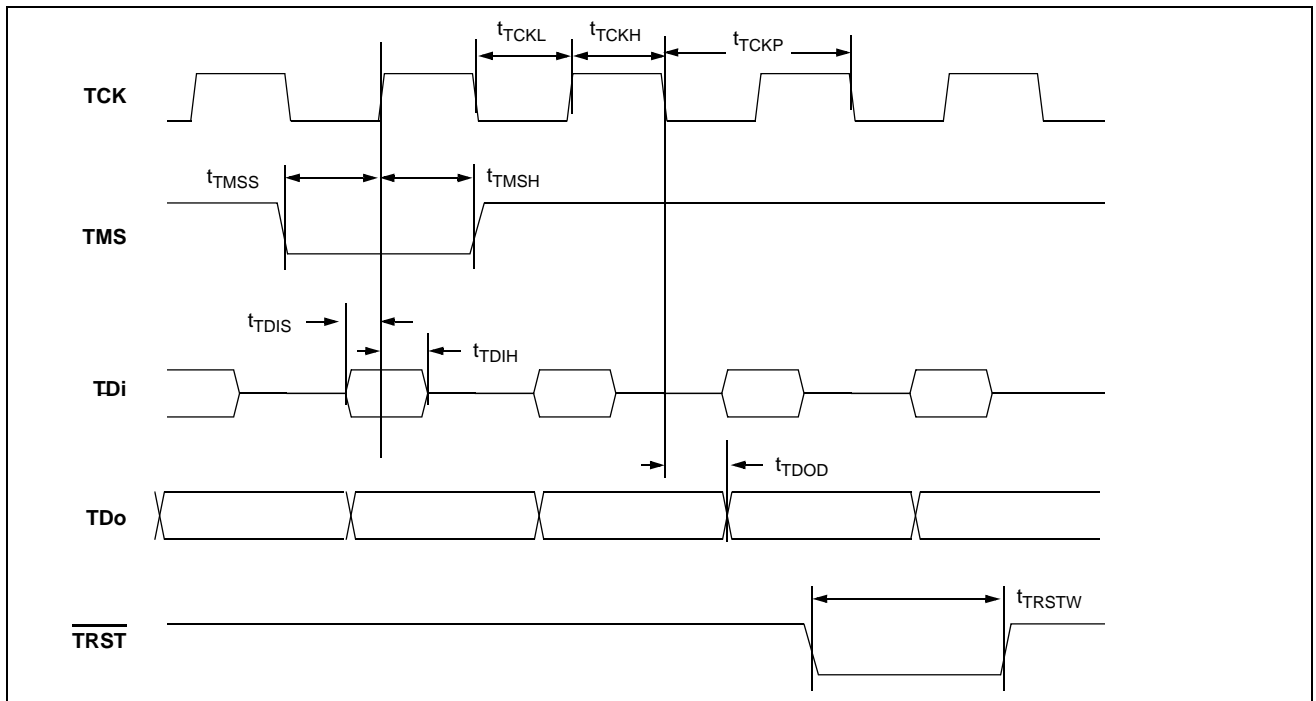 tTCKL tTCKH tTCKP
TCK
tTMSS tTMSH
TMS
tTDIS
tTDIH
TDi
tTDOD
TDo
tTRSTW
TRST